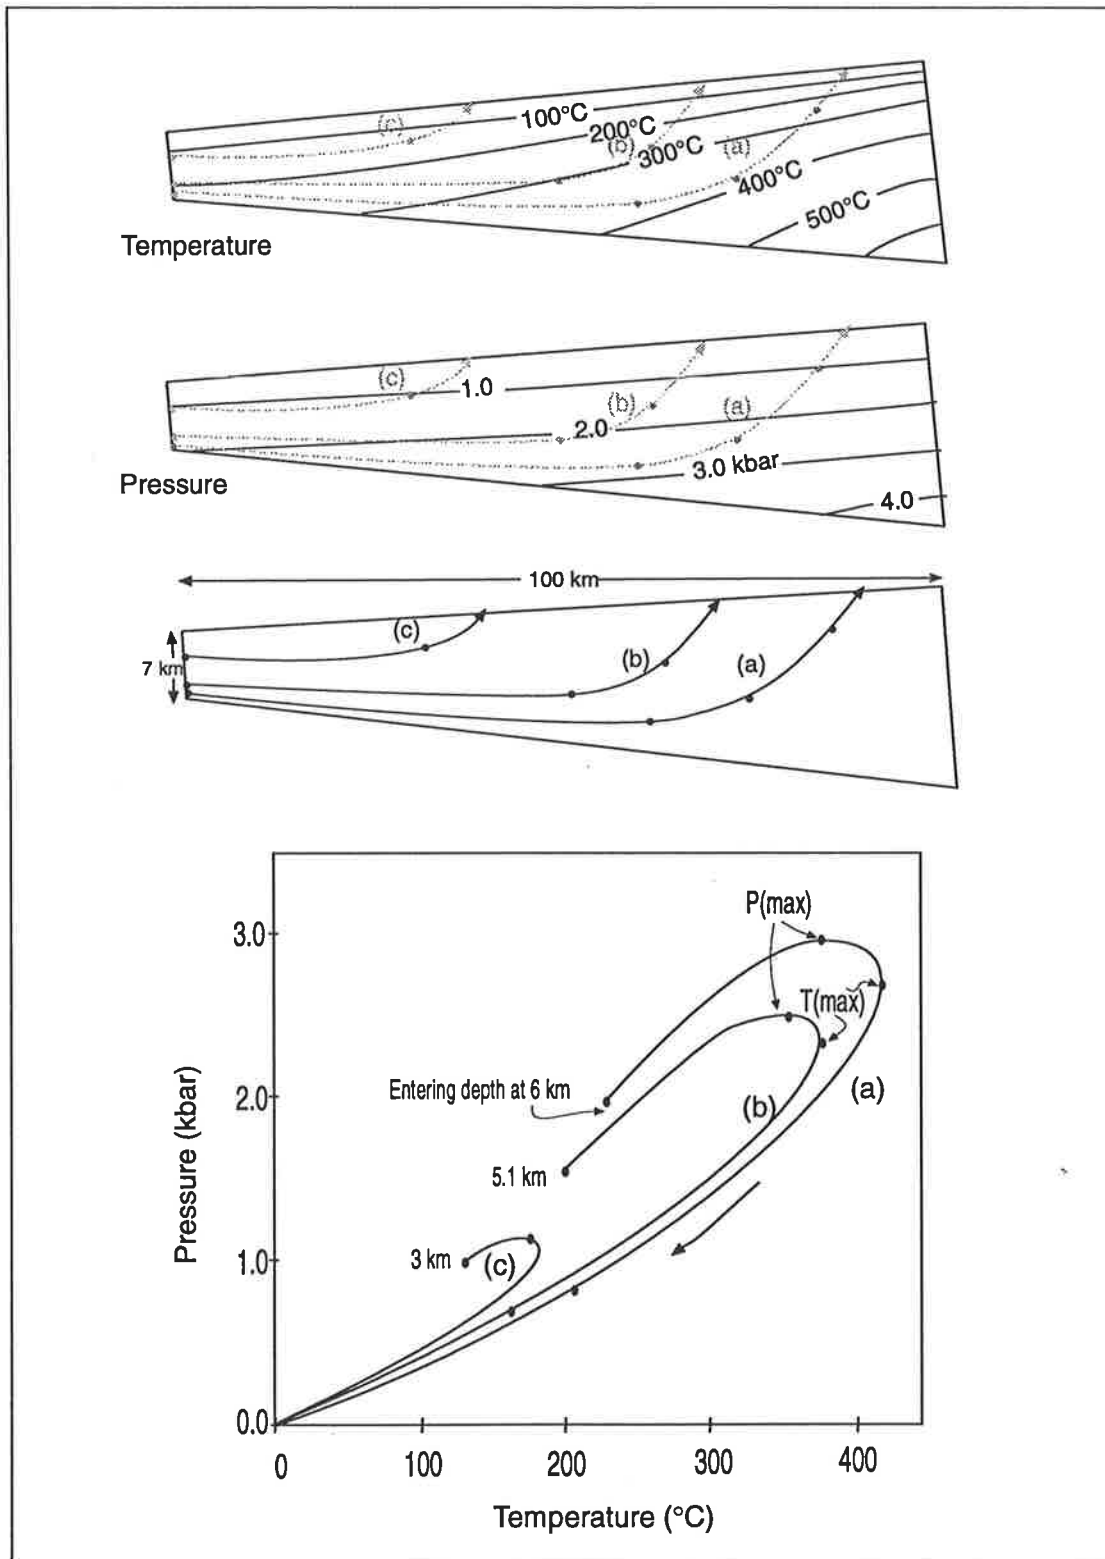 100°C
(c)
200°C
(b)
300°C
(a)
400°C
500°C
Temperature
(c)
1.0
(b)
(a)
2.0
3.0 kbar
Pressure
4.0
100 km
(c)
7 km
(b)
(a)
P(max)
3.0
T(max)
Entering depth at 6 km
2.0
(b)
(a)
5.1 km
3 km
(c)
1.0
0.0
Pressure (kbar)
0
100
200
300
400
Temperature (°C)